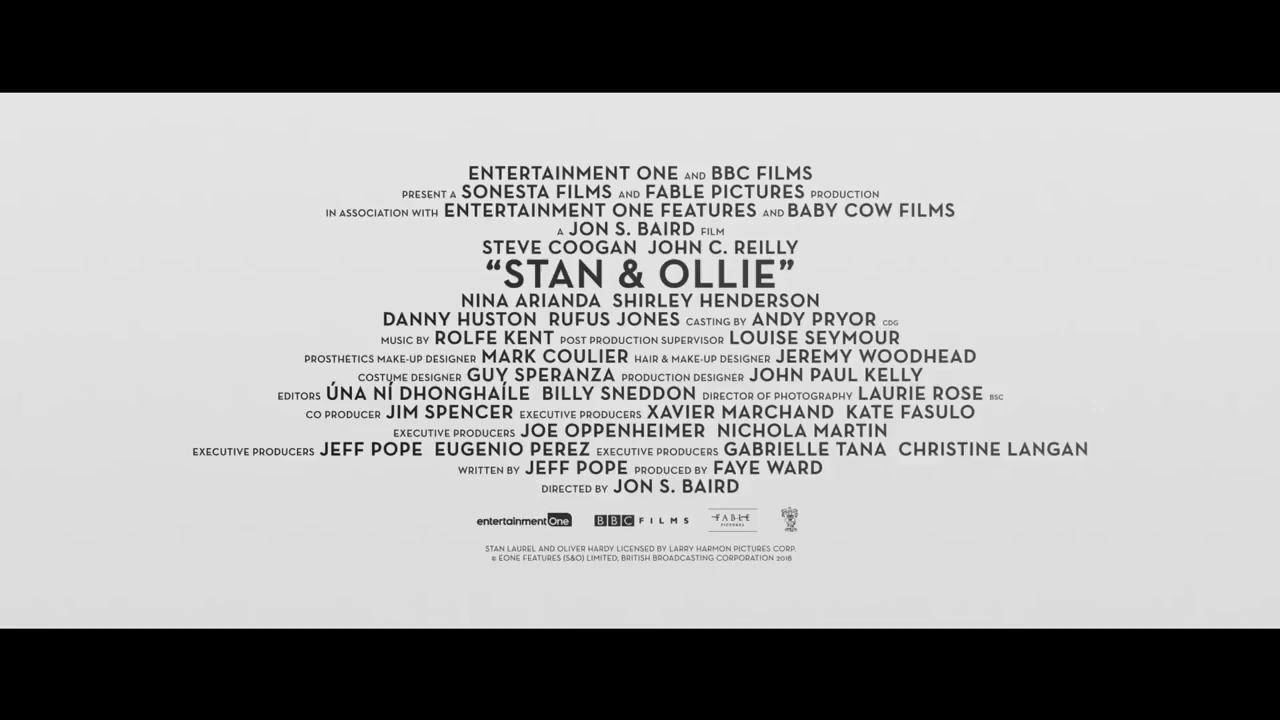 ENTERTAINMENT ONE AND BBC FILMS
PRESENT A SONESTA FILMS AND FABLE PICTURES PRODUCTION
IN ASSOCIATION WITH ENTERTAINMENT ONE FEATURES AND BABY COW FILMS
A JON S. BAIRD FILM
STEVE COOGAN JOHN C. REILLY
“STAN & OLLIE”
NINA ARIANDA SHIRLEY HENDERSON
DANNY HUSTON RUFUS JONES CASTING BY ANDY PRYOR CDG
MUSIC BY ROLFE KENT POST PRODUCTION SUPERVISOR LOUISE SEYMOUR
PROSTHETICS MAKE-UP DESIGNER MARK COULIER HAIR & MAKE-UP DESIGNER JEREMY WOODHEAD
COSTUME DESIGNER GUY SPERANZA PRODUCTION DESIGNER JOHN PAUL KELLY
EDITORS ÚNA NÍ DHONGHAÍLE BILLY SNEDDON DIRECTOR OF PHOTOGRAPHY LAURIE ROSE BSC
CO PRODUCER JIM SPENCER EXECUTIVE PRODUCERS XAVIER MARCHAND KATE FASULO
EXECUTIVE PRODUCERS JOE OPPENHEIMER NICHOLA MARTIN
EXECUTIVE PRODUCERS JEFF POPE EUGENIO PEREZ EXECUTIVE PRODUCERS GABRIELLE TANA CHRISTINE LANGAN
WRITTEN BY JEFF POPE PRODUCED BY FAYE WARD
DIRECTED BY JON S. BAIRD
entertainmentOne BBC FILMS FABLE PICTURES
STAN LAUREL AND OLIVER HARDY LICENSED BY LARRY HARMON PICTURES CORP.
© EONE FEATURES (S&O) LIMITED, BRITISH BROADCASTING CORPORATION 2018